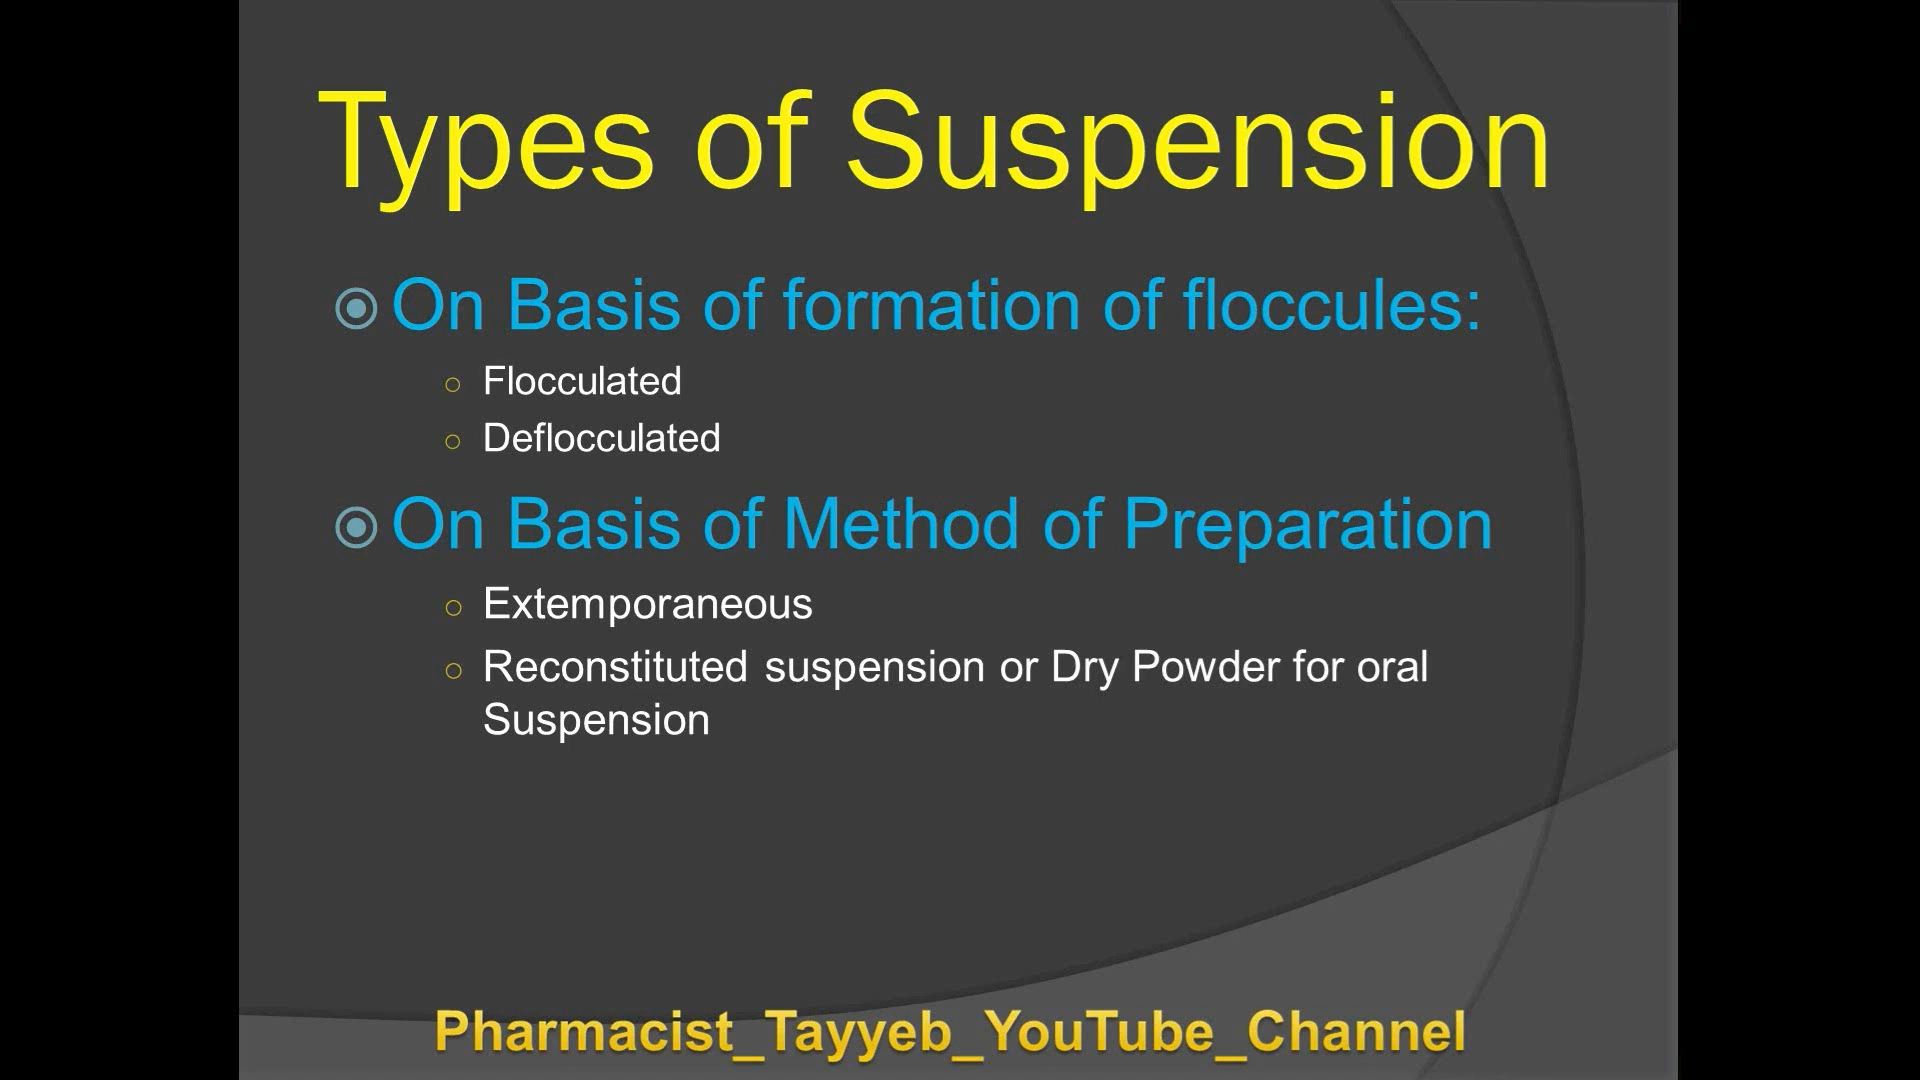 Types of Suspension
On Basis of formation of floccules:
Flocculated
Deflocculated
On Basis of Method of Preparation
Extemporaneous
Reconstituted suspension or Dry Powder for oral
Suspension
Pharmacist_Tayyeb_YouTube_Channel